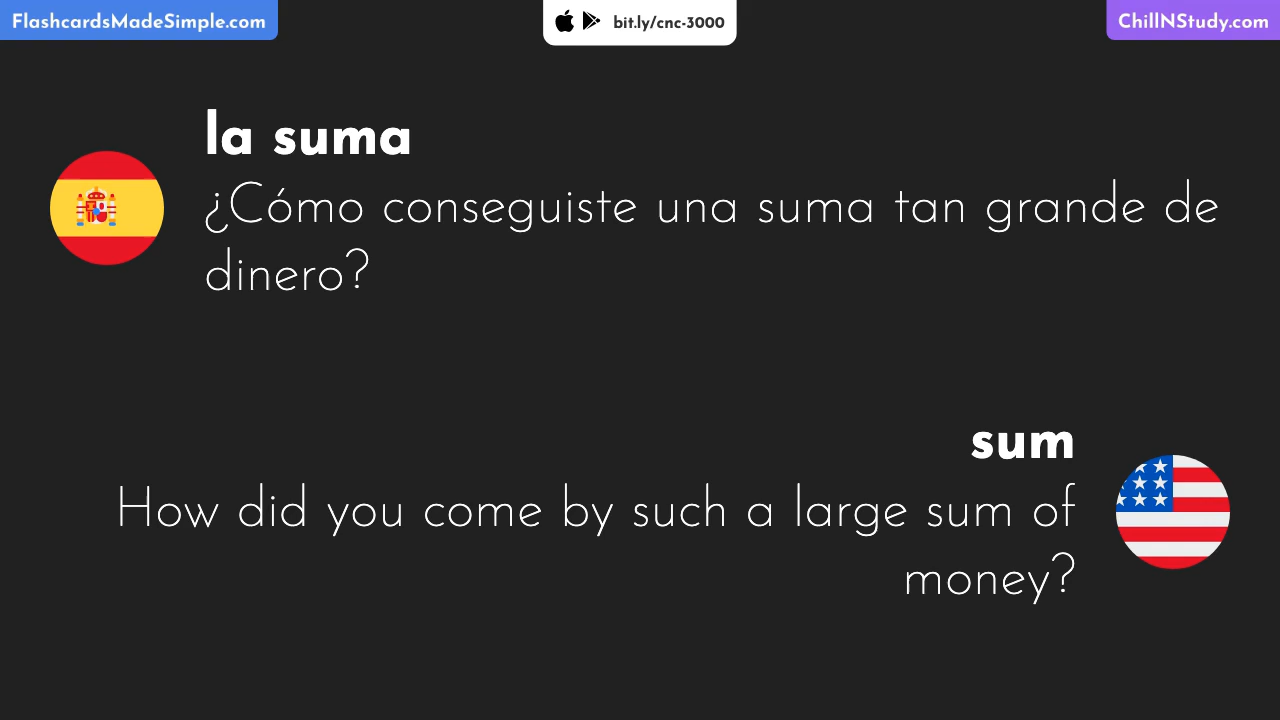 FlashcardsMadeSimple.com
bit.ly/cnc-3000
ChillNStudy.com
la suma
¿Cómo conseguiste una suma tan grande de
dinero?
sum
How did you come by such a large sum of
money?